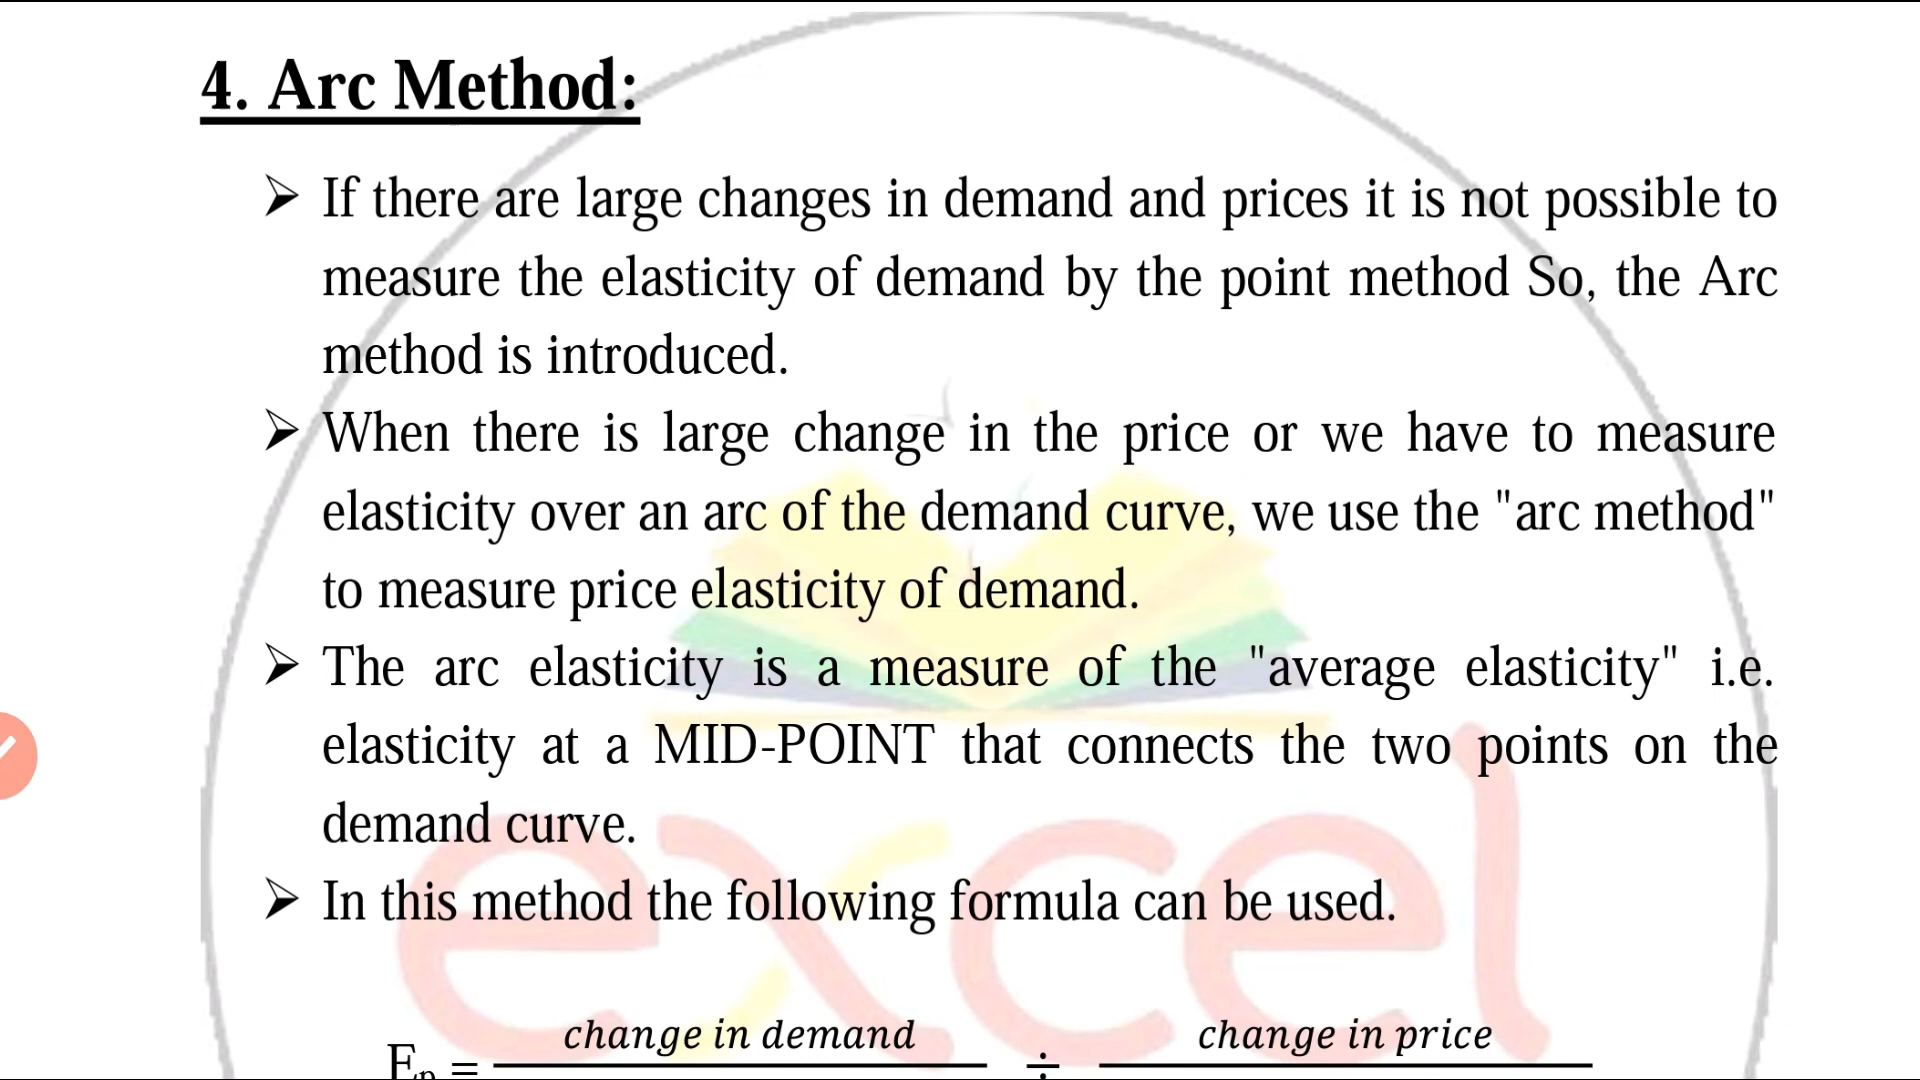 4. Arc Method:
➢ If there are large changes in demand and prices it is not possible to
measure the elasticity of demand by the point method So, the Arc
method is introduced.
➢ When there is large change in the price or we have to measure
elasticity over an arc of the demand curve, we use the "arc method"
to measure price elasticity of demand.
➢ The arc elasticity is a measure of the "average elasticity" i.e.
elasticity at a MID-POINT that connects the two points on the
demand curve.
➢ In this method the following formula can be used.
excel
change in demand change in price
Ep = ÷